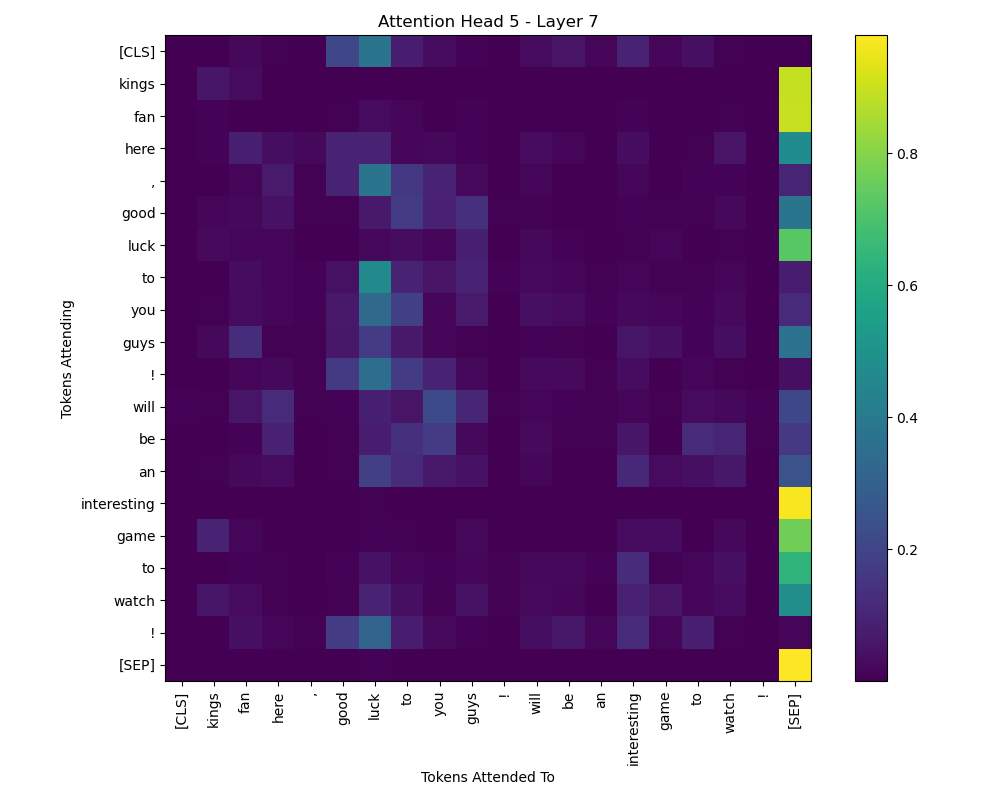 Attention Head 5 - Layer 7
[CLS]
kings
fan
here
,
good
luck
to
you
guys
!
will
be
an
interesting
game
to
watch
!
[SEP]
Tokens Attending
[CLS] kings fan here , good luck to you guys ! will be an interesting game to watch ! [SEP]
Tokens Attended To
0.8
0.6
0.4
0.2